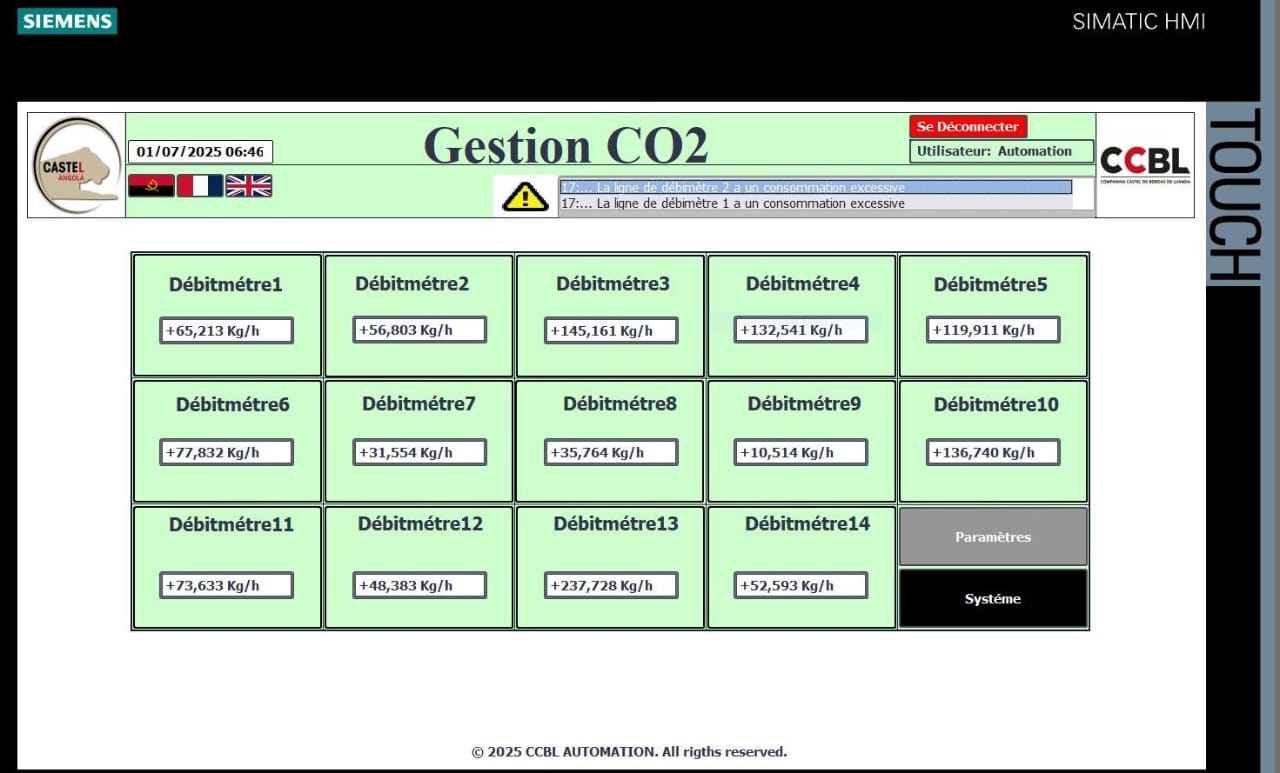 SIEMENS
SIMATIC HMI
TOUCH
CASTEL
ANGOLA
01/07/2025 06:46
Gestion CO2
Se Déconnecter
Utilisateur: Automation
CCBL
COMPANHIA CASTEL DE BEBIDAS DE LUANDA
17:... La ligne de débimètre 2 a un consommation excessive
17:... La ligne de débimètre 1 a un consommation excessive
Débitmétre1
Débitmétre2
Débitmétre3
Débitmétre4
Débitmétre5
+65,213 Kg/h
+56,803 Kg/h
+145,161 Kg/h
+132,541 Kg/h
+119,911 Kg/h
Débitmétre6
Débitmétre7
Débitmétre8
Débitmétre9
Débitmétre10
+77,832 Kg/h
+31,554 Kg/h
+35,764 Kg/h
+10,514 Kg/h
+136,740 Kg/h
Débitmétre11
Débitmétre12
Débitmétre13
Débitmétre14
Paramètres
+73,633 Kg/h
+48,383 Kg/h
+237,728 Kg/h
+52,593 Kg/h
Systéme
© 2025 CCBL AUTOMATION. All rigths reserved.